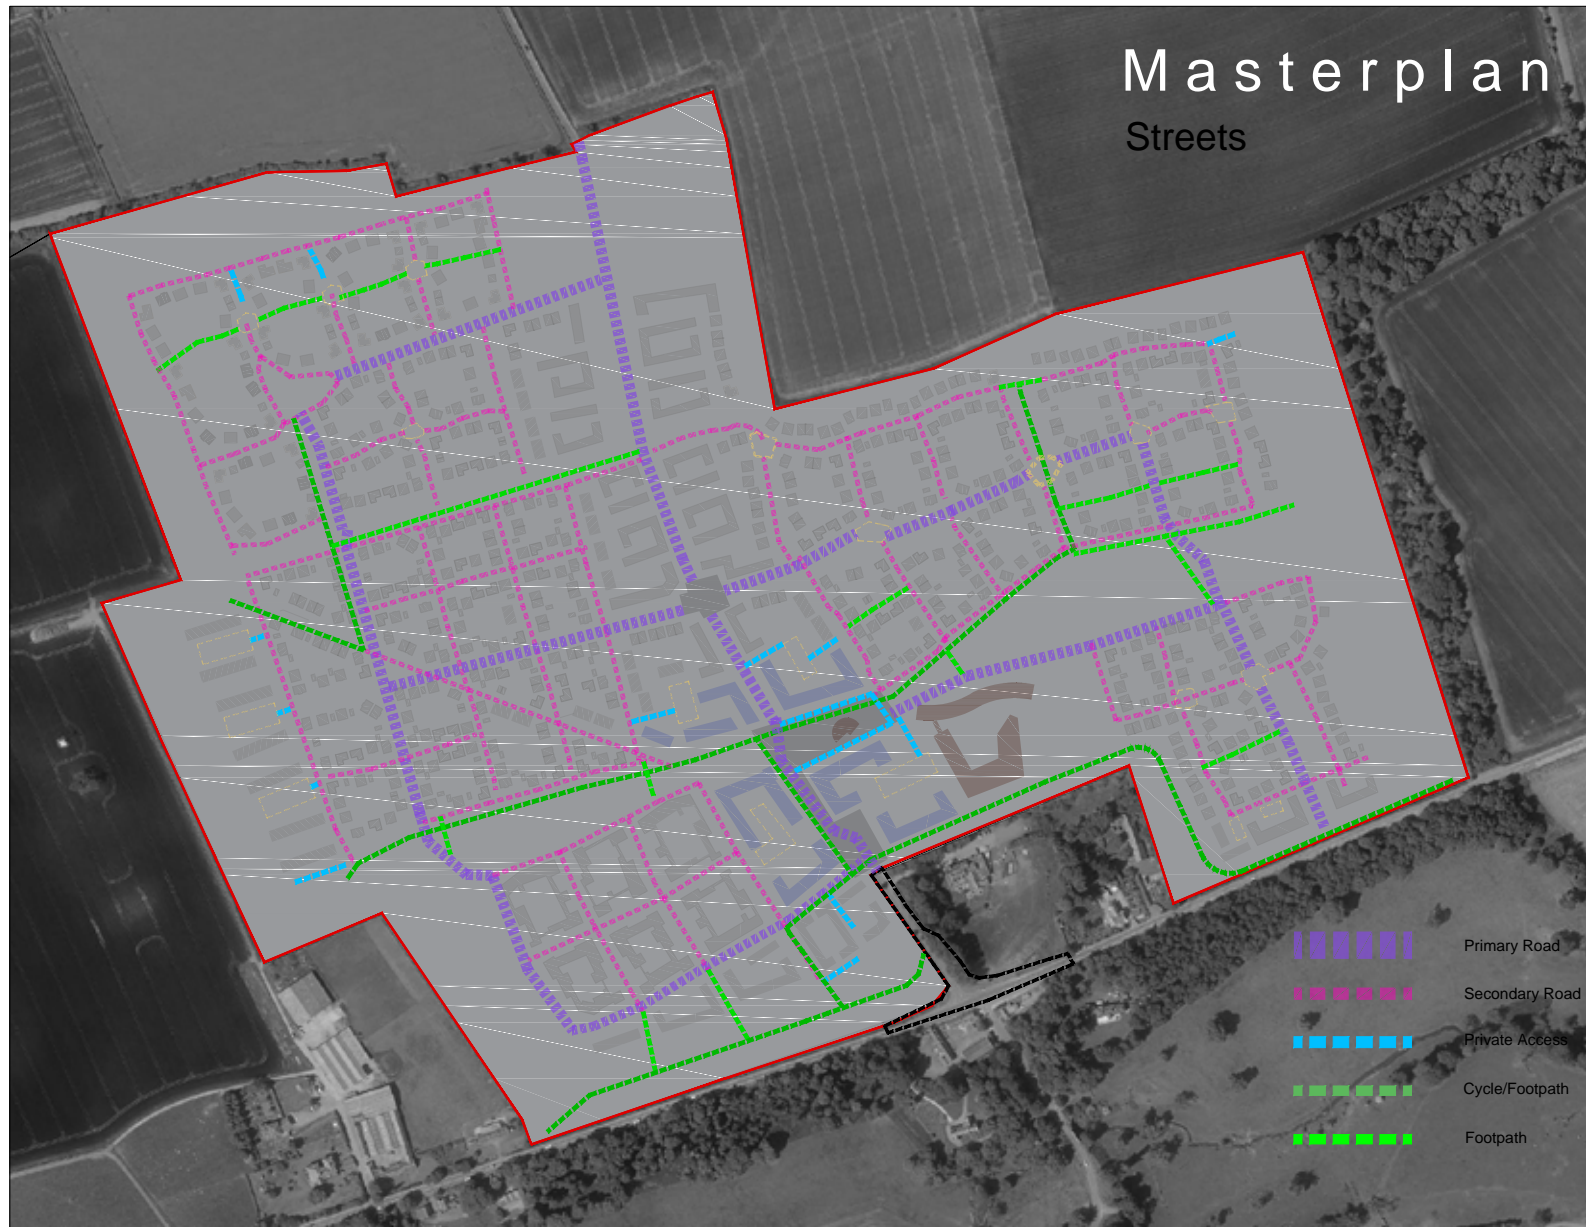 Masterplan
Streets
Primary Road
Secondary Road
Private Access
Cycle/Footpath
Footpath